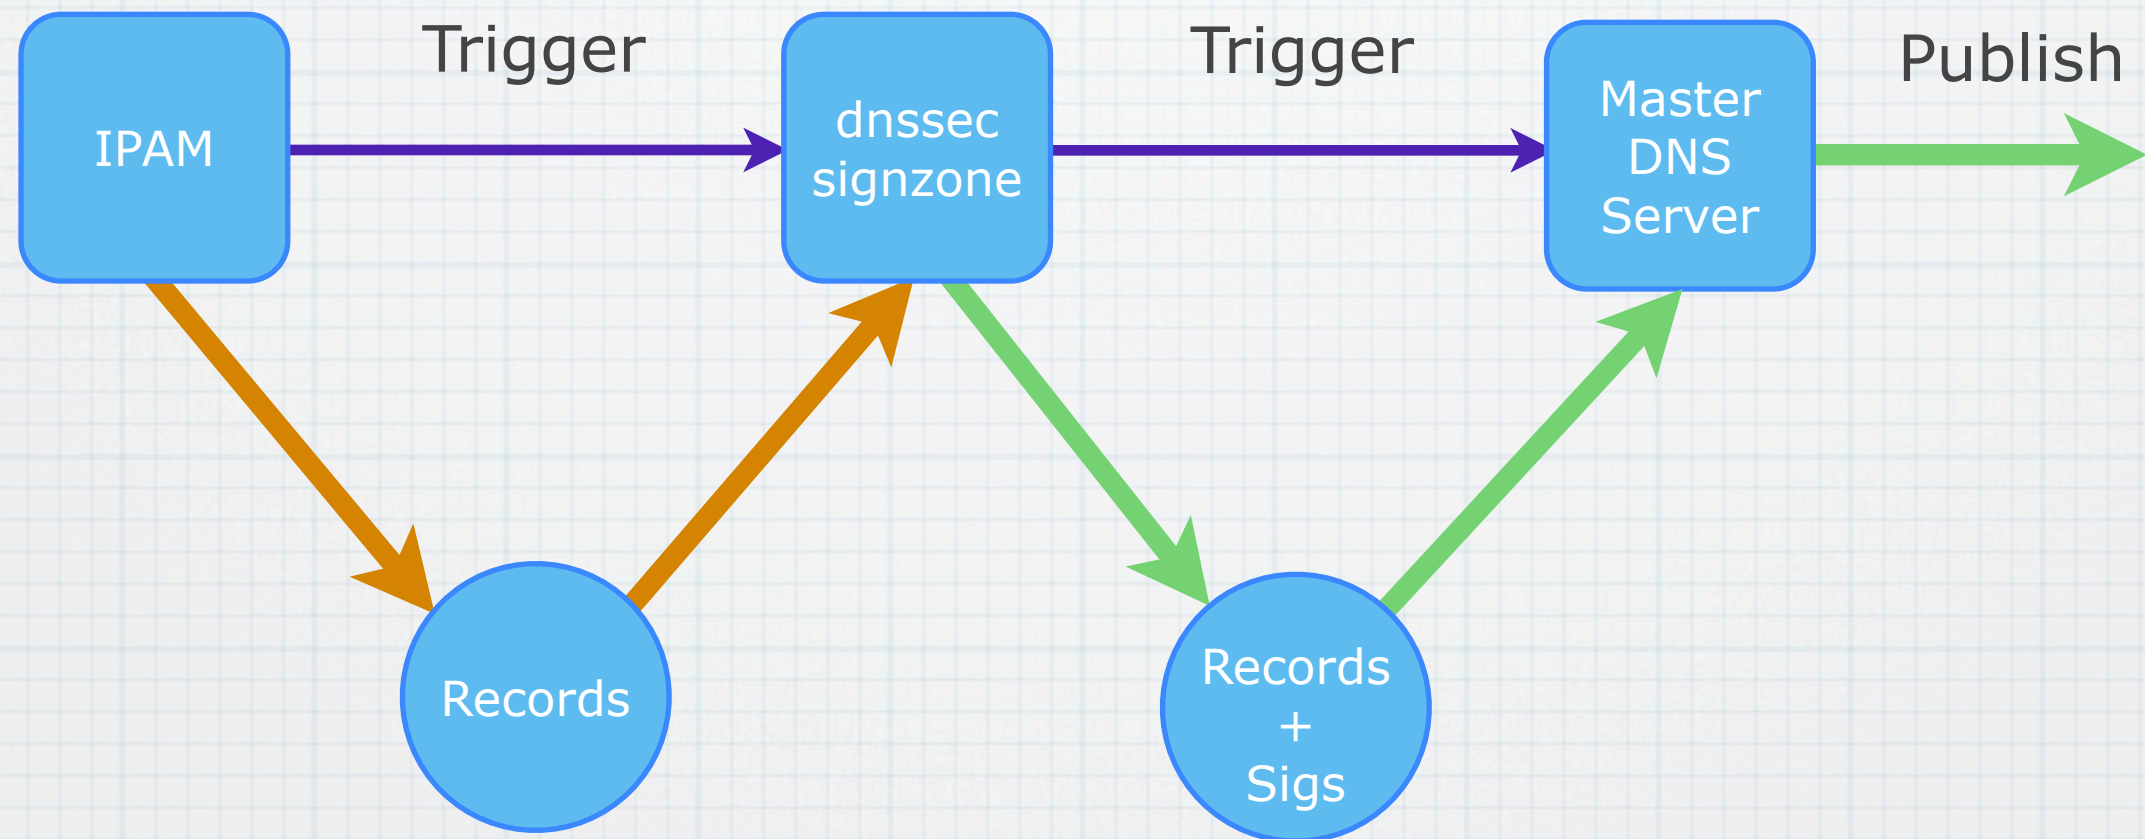 IPAM
Trigger
dnssec
signzone
Trigger
Master
DNS
Server
Publish
Records
Records
+
Sigs